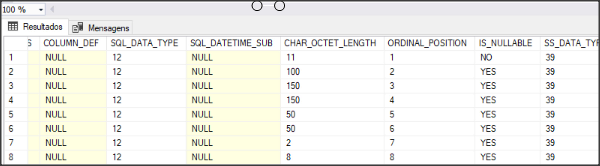 100 %
Resultados Mensagens
S COLUMN_DEF SQL_DATA_TYPE SQL_DATETIME_SUB CHAR_OCTET_LENGTH ORDINAL_POSITION IS_NULLABLE SS_DATA_TYP
1 NULL 12 NULL 11 1 NO 39
2 NULL 12 NULL 100 2 YES 39
3 NULL 12 NULL 150 3 YES 39
4 NULL 12 NULL 150 4 YES 39
5 NULL 12 NULL 50 5 YES 39
6 NULL 12 NULL 50 6 YES 39
7 NULL 12 NULL 2 7 YES 39
8 NULL 12 NULL 8 8 YES 39